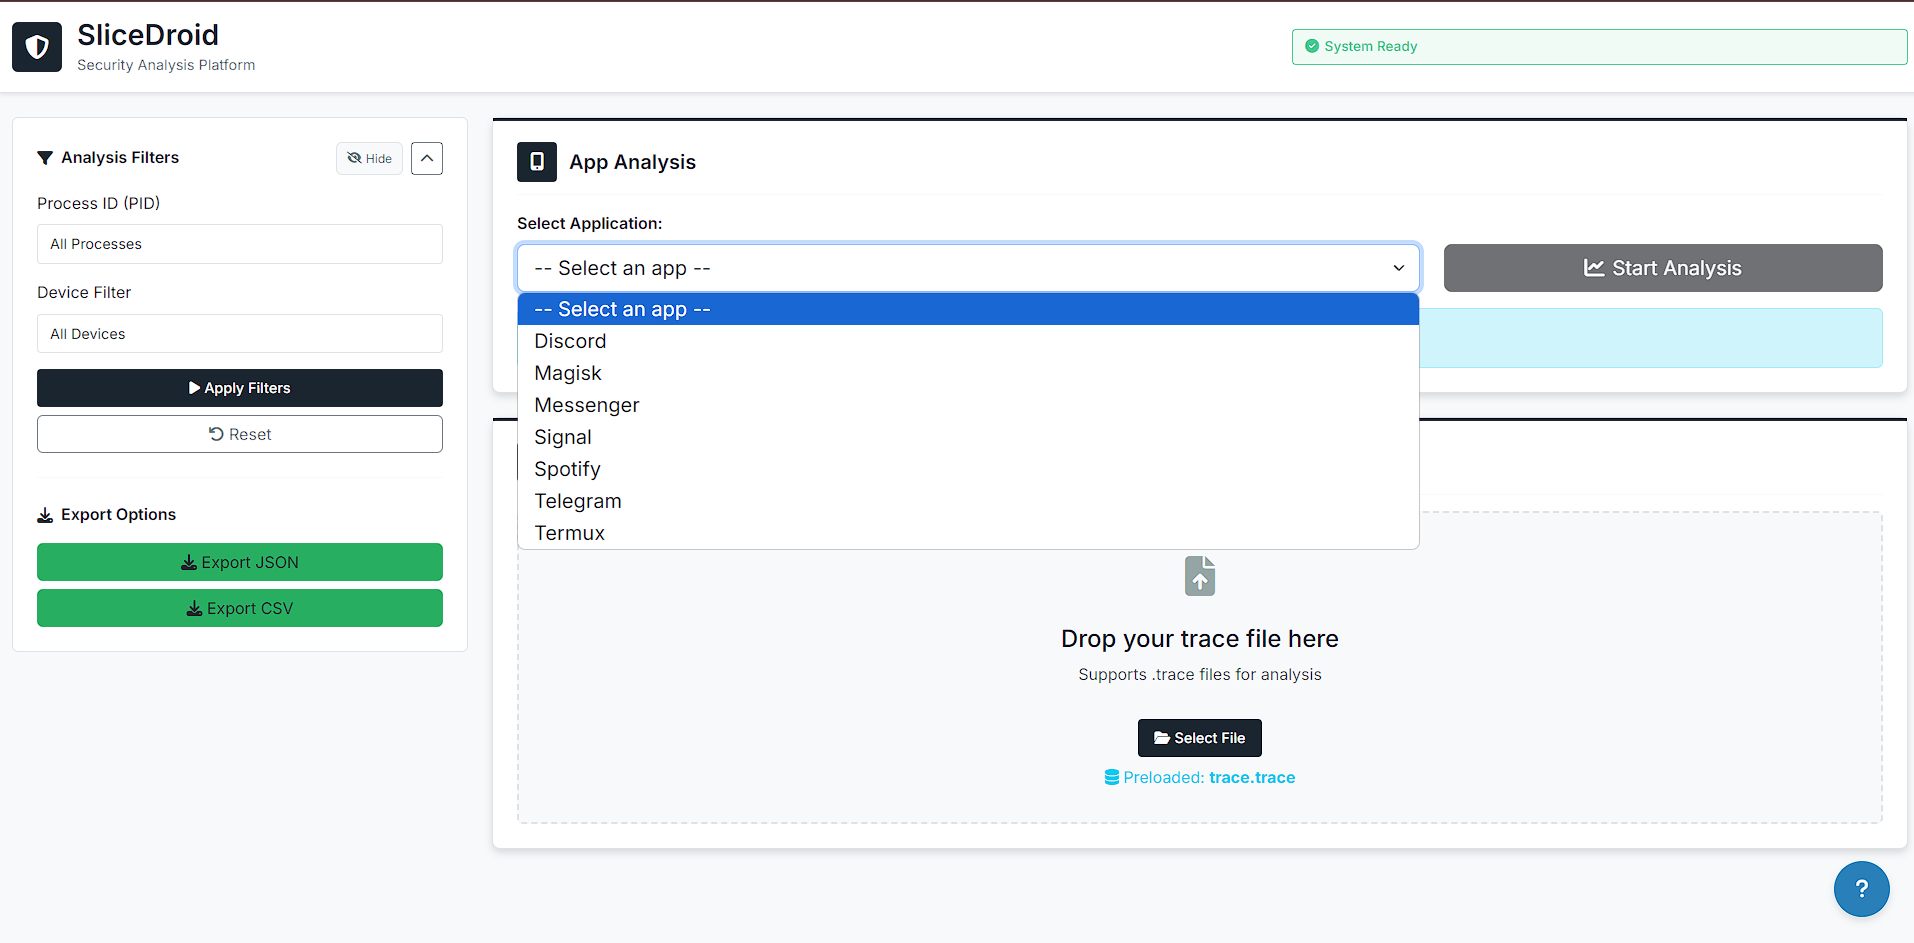 SliceDroid
Security Analysis Platform
System Ready
Analysis Filters
Hide
Process ID (PID)
All Processes
Device Filter
All Devices
Apply Filters
Reset
Export Options
Export JSON
Export CSV
App Analysis
Select Application:
-- Select an app --
Start Analysis
-- Select an app --
Discord
Magisk
Messenger
Signal
Spotify
Telegram
Termux
Drop your trace file here
Supports .trace files for analysis
Select File
Preloaded: trace.trace
?